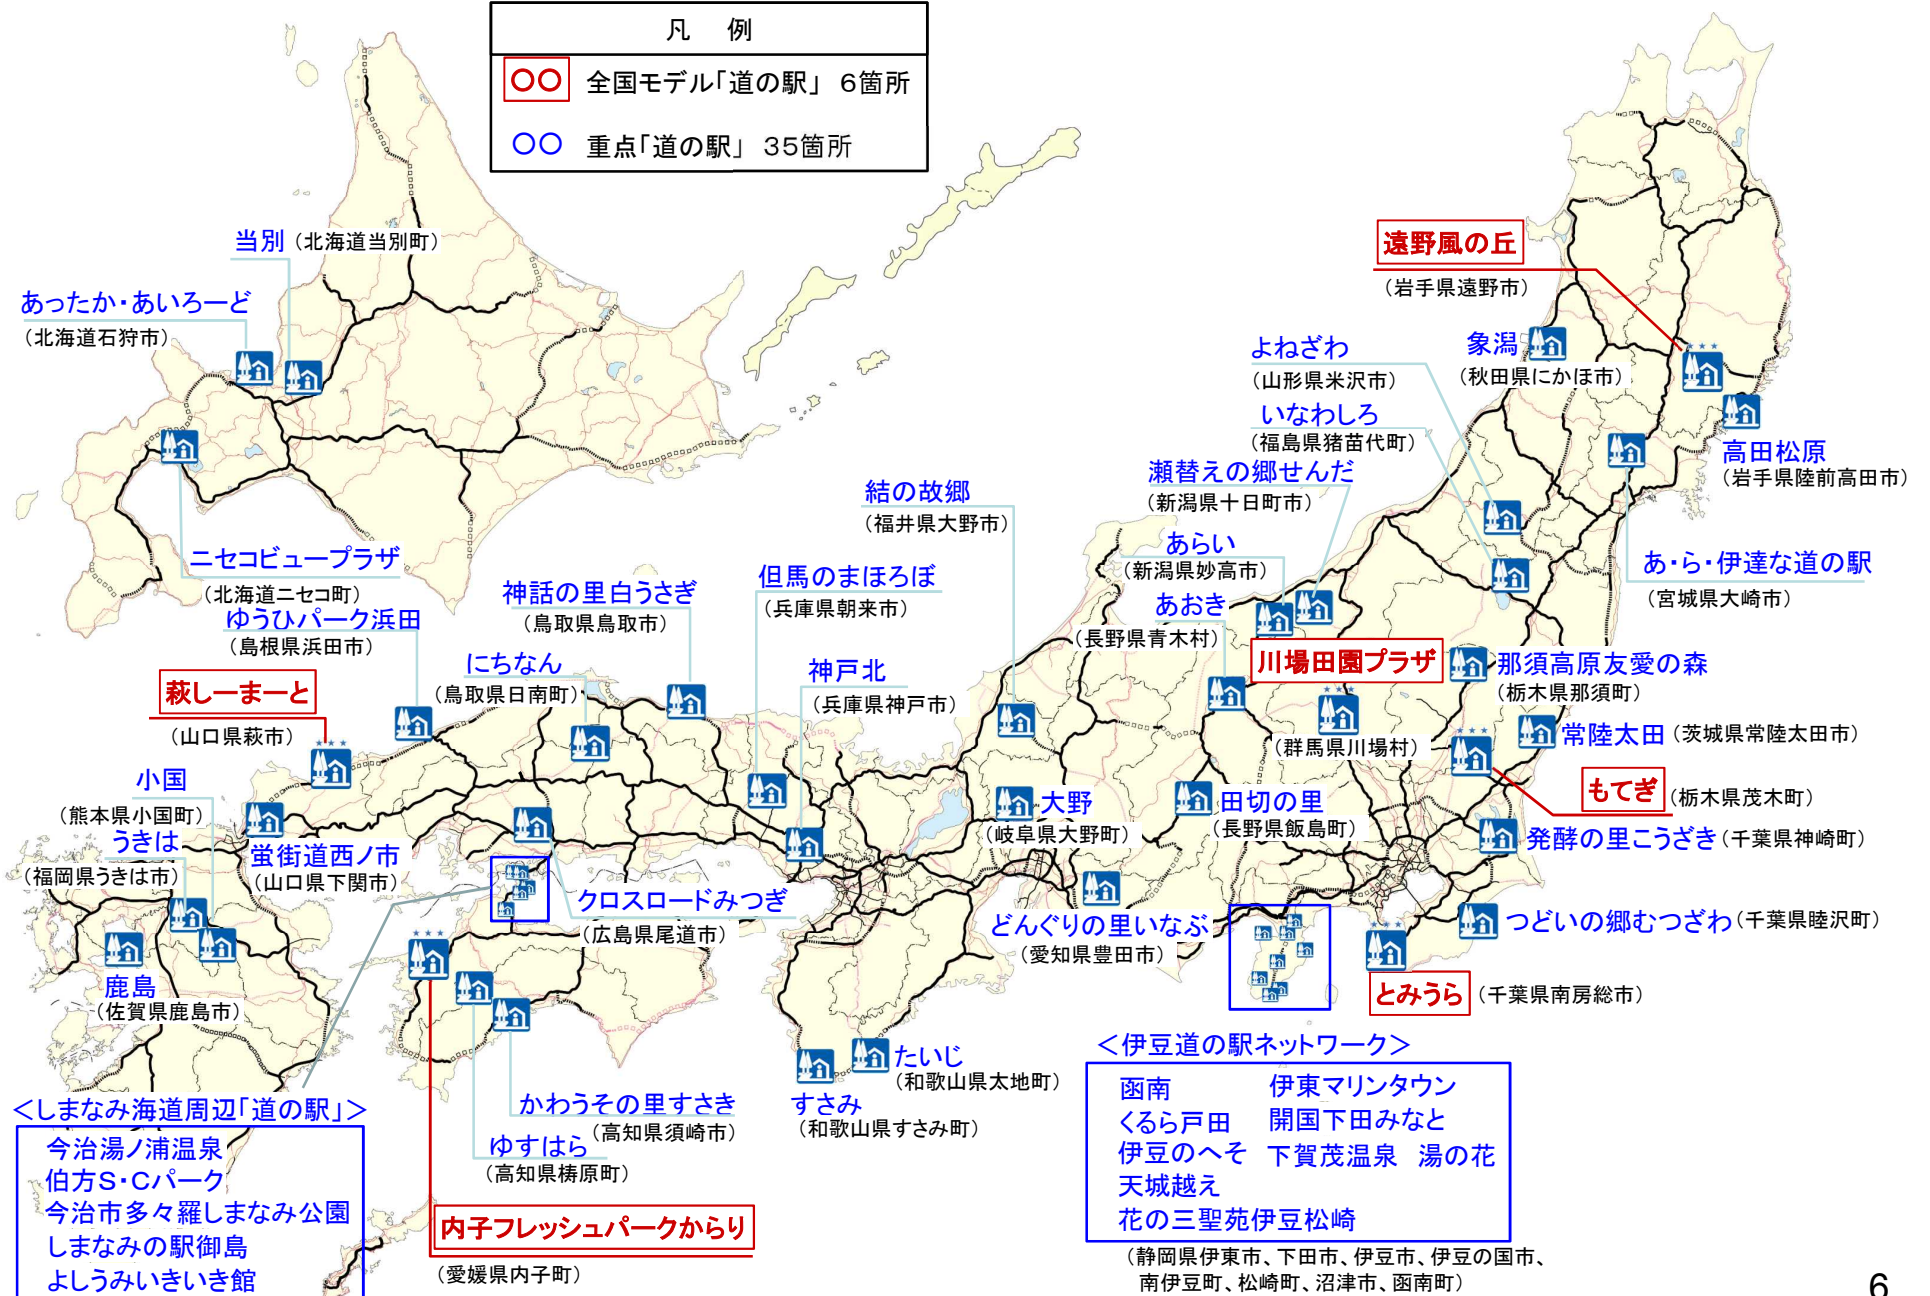 凡 例
○○ 全国モデル「道の駅」 6箇所
○○ 重点「道の駅」 35箇所
当別 (北海道当別町)
あったか・あいろーど
(北海道石狩市)
ニセコビュープラザ
(北海道ニセコ町)
ゆうひパーク浜田
(島根県浜田市)
神話の里白うさぎ
(鳥取県鳥取市)
但馬のまほろば
(兵庫県朝来市)
にちなん
(鳥取県日南町)
神戸北
(兵庫県神戸市)
萩しーまーと
(山口県萩市)
小国
(熊本県小国町)
うきは
(福岡県うきは市)
蛍街道西ノ市
(山口県下関市)
クロスロードみつぎ
(広島県尾道市)
鹿島
(佐賀県鹿島市)
遠野風の丘
(岩手県遠野市)
よねざわ
(山形県米沢市)
象潟
(秋田県にかほ市)
いなわしろ
(福島県猪苗代町)
高田松原
(岩手県陸前高田市)
瀬替えの郷せんだ
(新潟県十日町市)
結の故郷
(福井県大野市)
あらい
(新潟県妙高市)
あ・ら・伊達な道の駅
(宮城県大崎市)
あおき
(長野県青木村)
川場田園プラザ
(群馬県川場村)
那須高原友愛の森
(栃木県那須町)
常陸太田 (茨城県常陸太田市)
もてぎ (栃木県茂木町)
大野
(岐阜県大野町)
田切の里
(長野県飯島町)
発酵の里こうざき (千葉県神崎町)
どんぐりの里いなぶ
(愛知県豊田市)
つどいの郷むつざわ (千葉県睦沢町)
とみうら (千葉県南房総市)
たいじ
(和歌山県太地町)
すさみ
(和歌山県すさみ町)
かわうその里すさき
(高知県須崎市)
ゆすはら
(高知県梼原町)
内子フレッシュパークからり
(愛媛県内子町)
<しまなみ海道周辺「道の駅」>
今治湯ノ浦温泉
伯方S・Cパーク
今治市多々羅しまなみ公園
しまなみの駅御島
よしうみいきいき館
<伊豆道の駅ネットワーク>
函南 伊東マリンタウン
くるら戸田 開国下田みなと
伊豆のへそ 下賀茂温泉 湯の花
天城越え
花の三聖苑伊豆松崎
(静岡県伊東市、下田市、伊豆市、伊豆の国市、
南伊豆町、松崎町、沼津市、函南町)
6